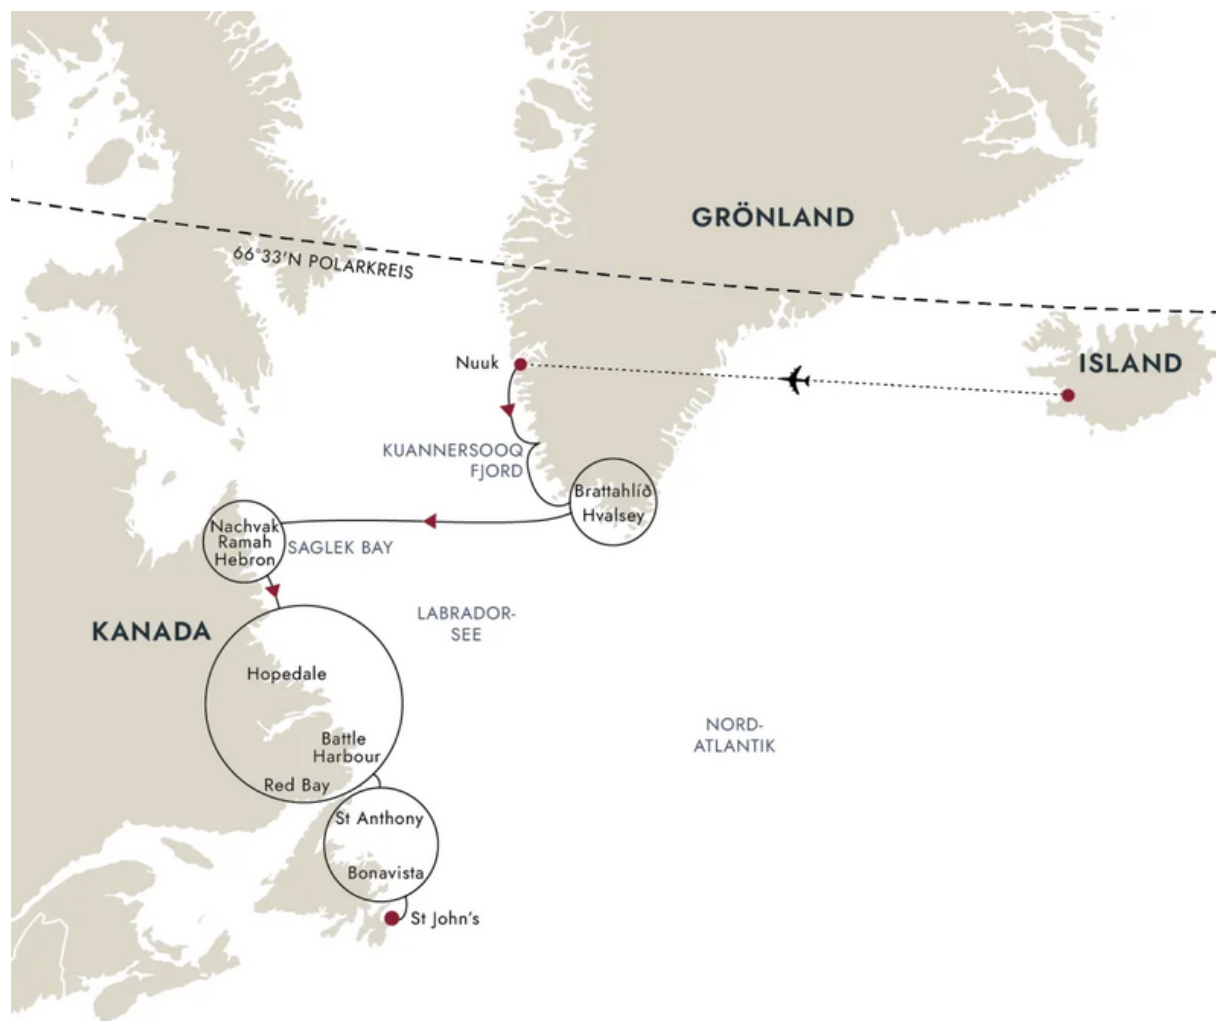 GRÖNLAND
66°33'N POLARKREIS
ISLAND
Nuuk
KUANNERSOOQ
FJORD
Brattahlíð
Hvalsey
Nachvak
Ramah
Hebron
SAGLEK BAY
LABRADOR-
SEE
KANADA
Hopedale
NORD-
ATLANTIK
Battle
Harbour
Red Bay
St Anthony
Bonavista
St John's